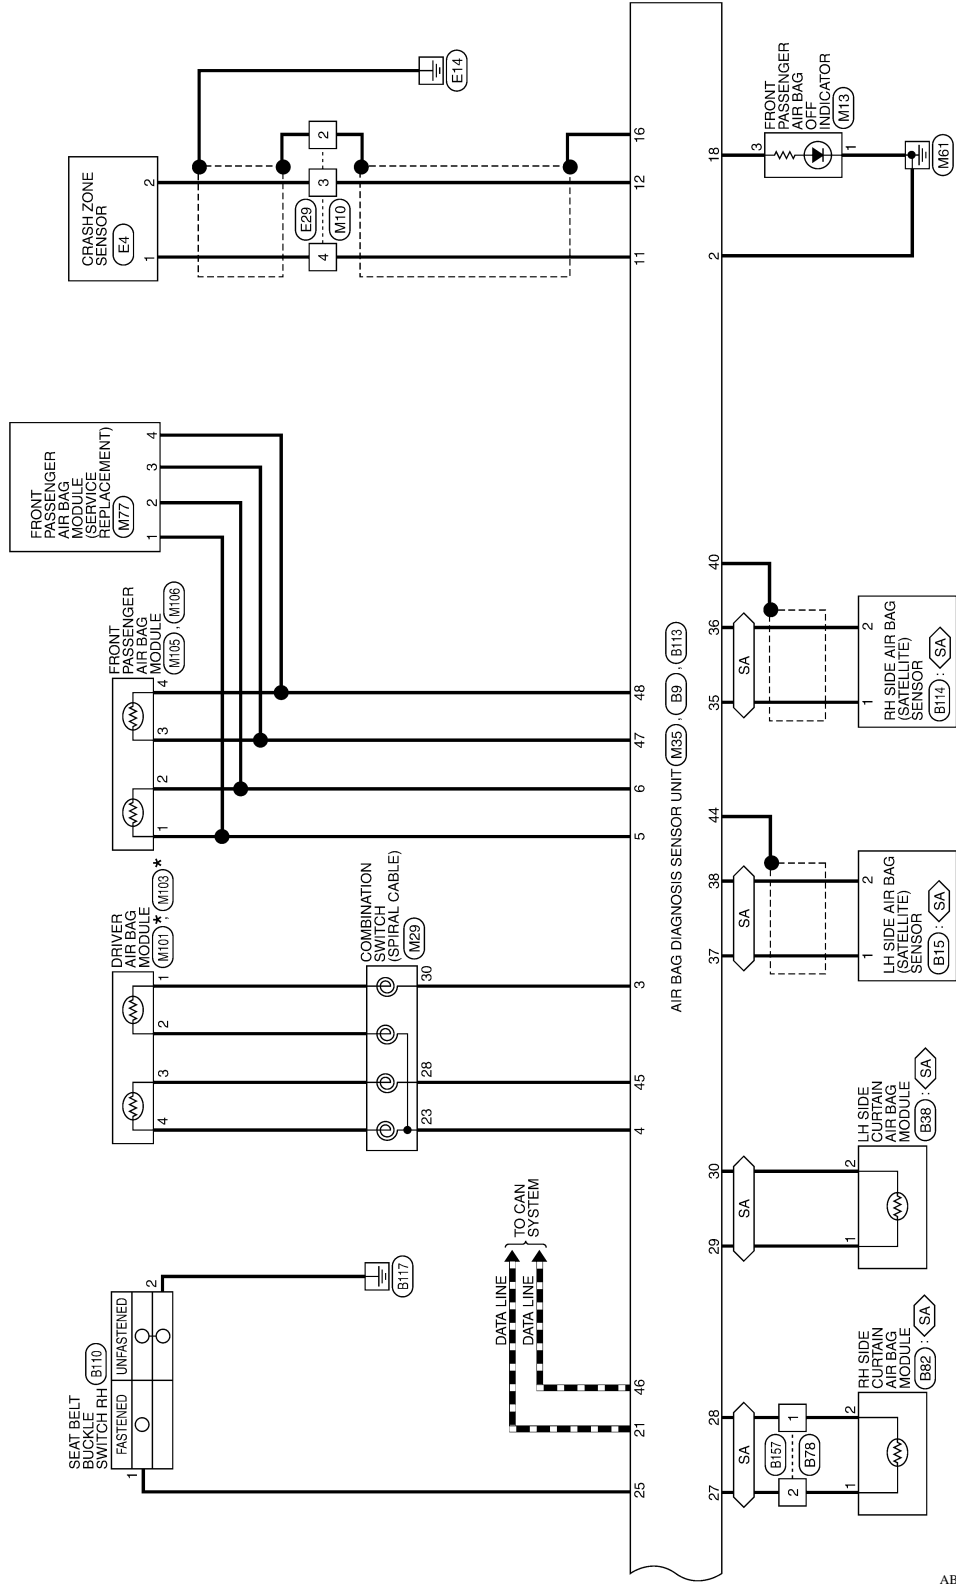 SEAT BELT
BUCKLE
SWITCH RH
B110
FASTENED
UNFASTENED
1
2
B117
DATA LINE
DATA LINE
TO CAN
SYSTEM
DRIVER
AIR BAG
MODULE
M101 *, M103 *
4
3
2
1
COMBINATION
SWITCH
(SPIRAL CABLE)
M29
23
28
30
FRONT
PASSENGER
AIR BAG
MODULE
M105 , M106
1
2
3
4
FRONT
PASSENGER
AIR BAG
MODULE
(SERVICE
REPLACEMENT)
M77
1
2
3
4
CRASH ZONE
SENSOR
E4
1
2
E14
4
3
2
E29
M10
25
21
46
4
45
3
5
6
47
48
11
12
16
AIR BAG DIAGNOSIS SENSOR UNIT M35 , B9 , B113
27
28
29
30
37
38
44
35
36
40
2
18
SA
2
1
B157
B78
1
2
RH SIDE
CURTAIN
AIR BAG
MODULE
B82 : SA
SA
1
2
LH SIDE
CURTAIN
AIR BAG
MODULE
B38 : SA
SA
1
2
LH SIDE AIR BAG
(SATELLITE)
SENSOR
B15 : SA
SA
1
2
RH SIDE AIR BAG
(SATELLITE)
SENSOR
B114 : SA
3
1
FRONT
PASSENGER
AIR BAG
OFF
INDICATOR
M13
M61